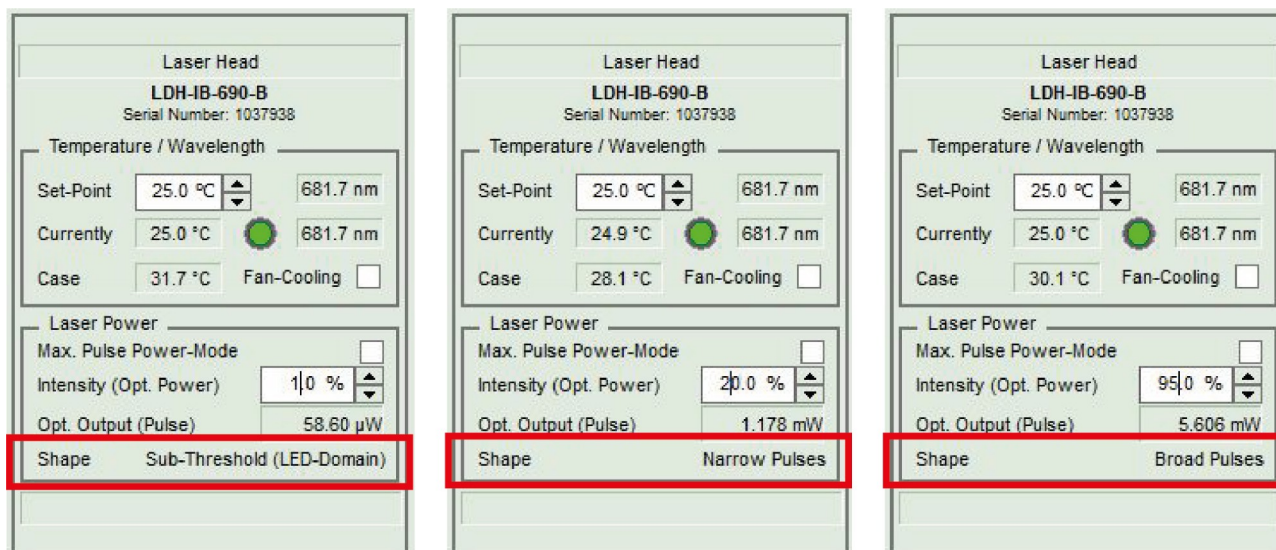 Laser Head
LDH-IB-690-B
Serial Number: 1037938
Temperature / Wavelength
Set-Point 25.0 °C 681.7 nm
Currently 25.0 °C 681.7 nm
Case 31.7 °C Fan-Cooling
Laser Power
Max. Pulse Power-Mode
Intensity (Opt. Power) 1.0 %
Opt. Output (Pulse) 58.60 µW
Shape Sub-Threshold (LED-Domain)
Laser Head
LDH-IB-690-B
Serial Number: 1037938
Temperature / Wavelength
Set-Point 25.0 °C 681.7 nm
Currently 24.9 °C 681.7 nm
Case 28.1 °C Fan-Cooling
Laser Power
Max. Pulse Power-Mode
Intensity (Opt. Power) 20.0 %
Opt. Output (Pulse) 1.178 mW
Shape Narrow Pulses
Laser Head
LDH-IB-690-B
Serial Number: 1037938
Temperature / Wavelength
Set-Point 25.0 °C 681.7 nm
Currently 25.0 °C 681.7 nm
Case 30.1 °C Fan-Cooling
Laser Power
Max. Pulse Power-Mode
Intensity (Opt. Power) 95.0 %
Opt. Output (Pulse) 5.606 mW
Shape Broad Pulses